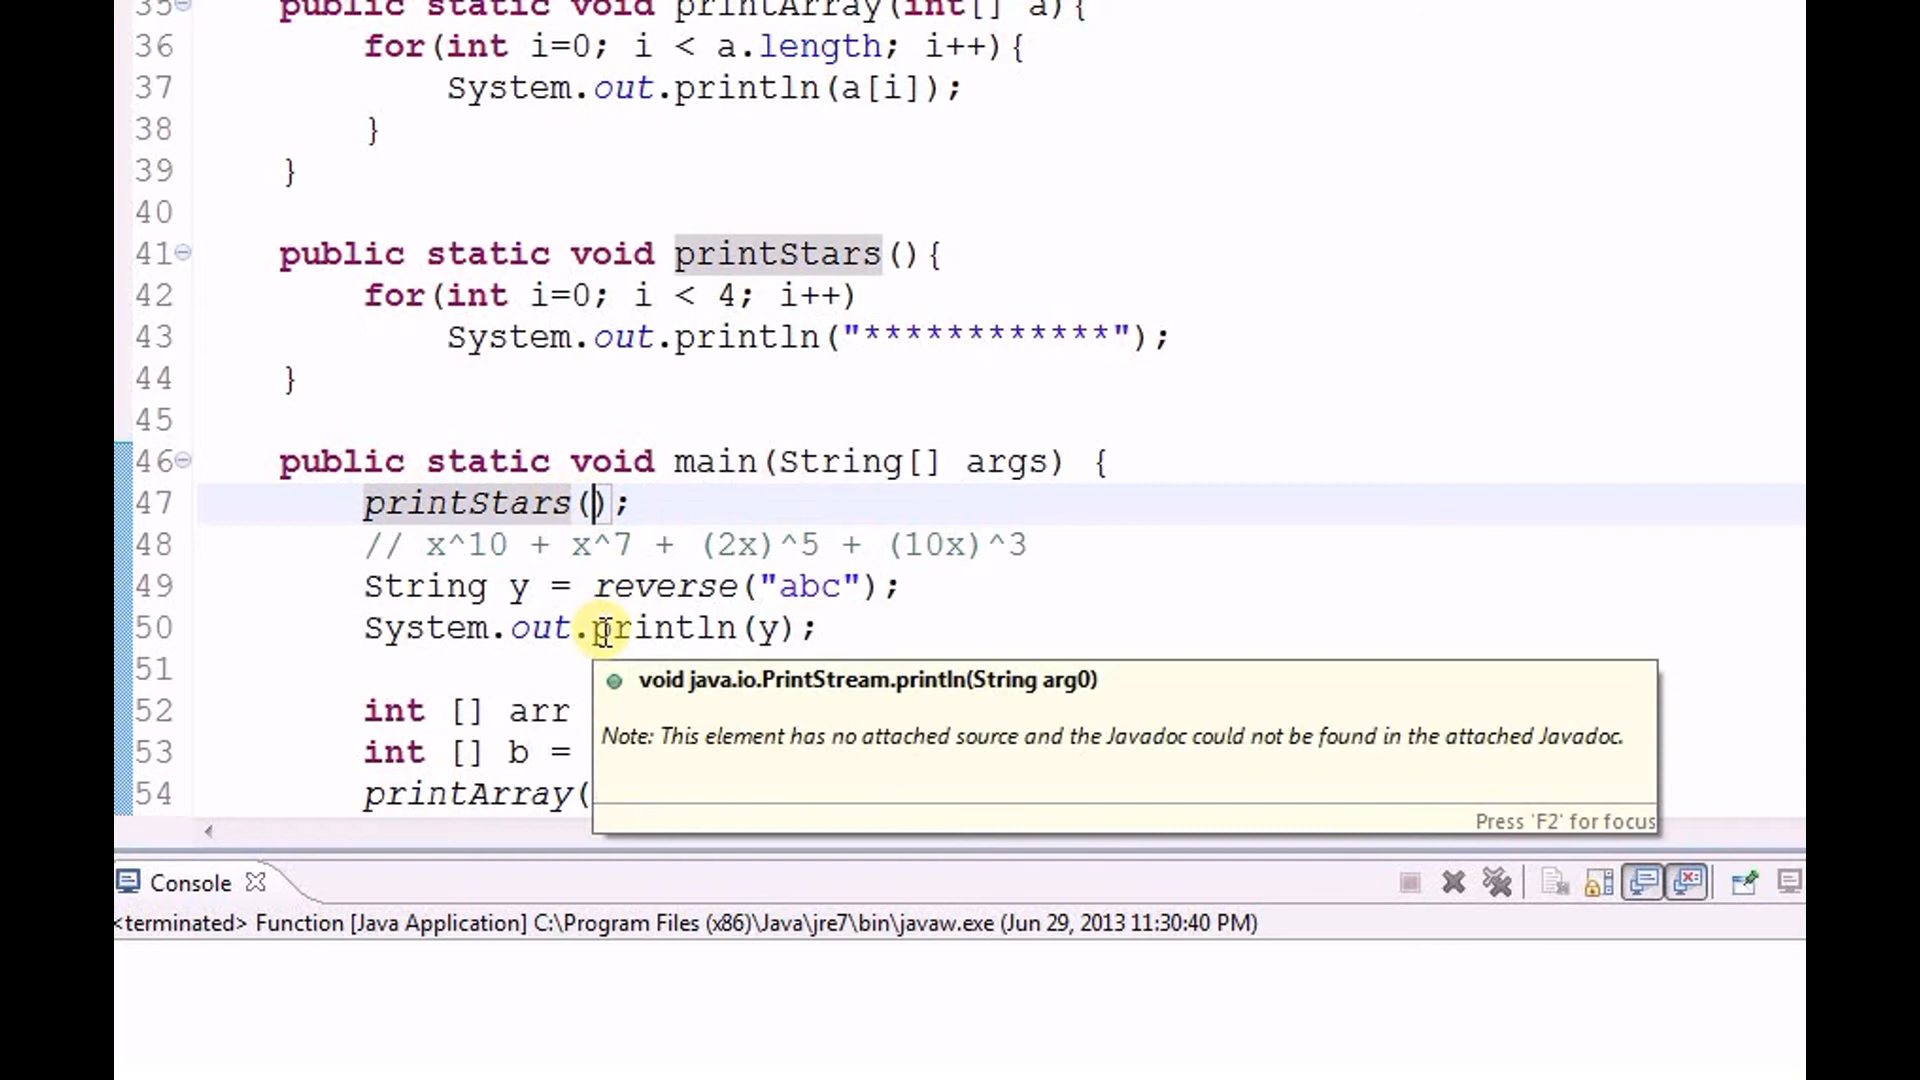 35 public static void printArray(int[] a){
36 for(int i=0; i < a.length; i++){
37 System.out.println(a[i]);
38 }
39 }
40
41 public static void printStars(){
42 for(int i=0; i < 4; i++)
43 System.out.println("************");
44 }
45
46 public static void main(String[] args) {
47 printStars();
48 // x^10 + x^7 + (2x)^5 + (10x)^3
49 String y = reverse("abc");
50 System.out.println(y);
51
void java.io.PrintStream.println(String arg0)
52 int [] arr
Note: This element has no attached source and the Javadoc could not be found in the attached Javadoc.
53 int [] b =
54 printArray(
Press 'F2' for focus
Console
<terminated> Function [Java Application] C:\Program Files (x86)\Java\jre7\bin\javaw.exe (Jun 29, 2013 11:30:40 PM)